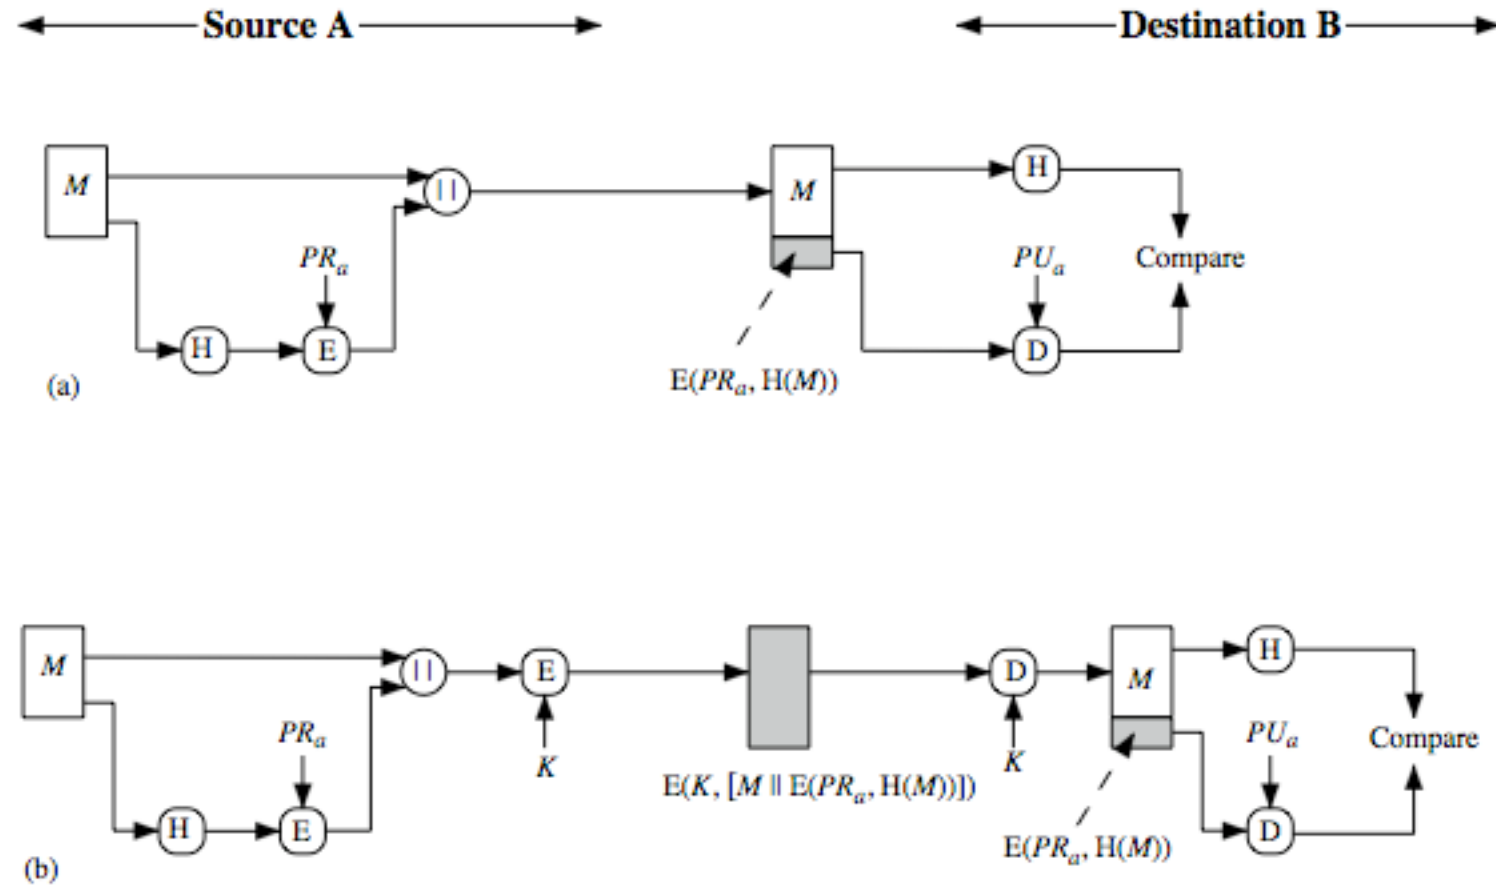 Source A Destination B
M || M H
PRₐ PUₐ Compare
H E D
E(PRₐ, H(M))
(a)
M || E D M H
PRₐ K K PUₐ Compare
E(K, [M || E(PRₐ, H(M))])
H E D
E(PRₐ, H(M))
(b)